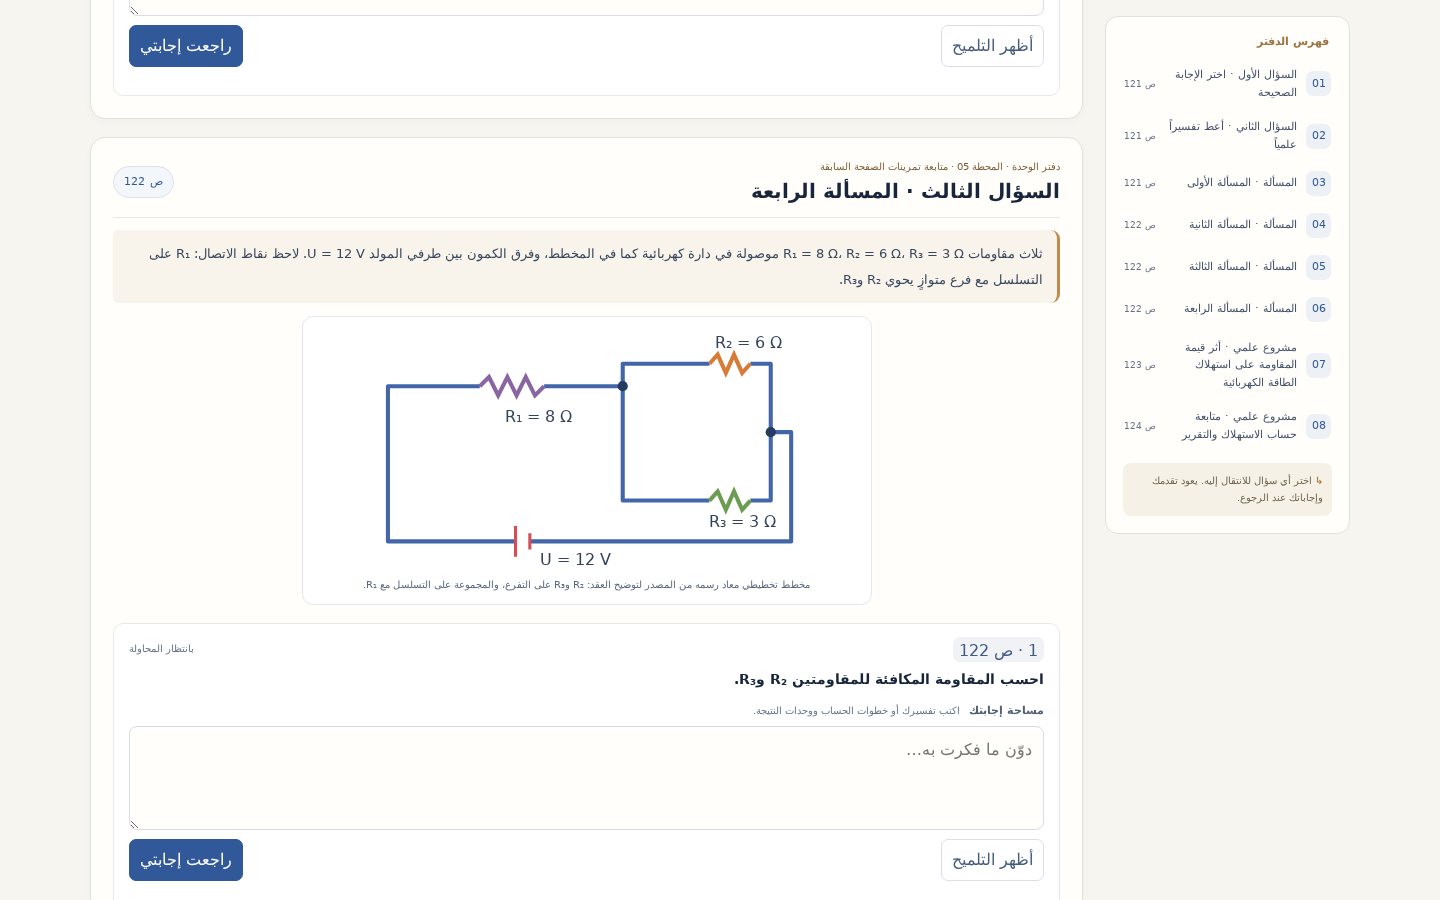 أظهر التلميح
راجعت إجابتي
دفتر الوحدة · المحطة 05 · متابعة تمرينات الصفحة السابقة
السؤال الثالث · المسألة الرابعة
ص 122
ثلاث مقاومات R₁ = 8 Ω، R₂ = 6 Ω، R₃ = 3 Ω موصولة في دارة كهربائية كما في المخطط، وفرق الكمون بين طرفي المولد U = 12 V. لاحظ نقاط الاتصال: R₁ على
التسلسل مع فرع متوازٍ يحوي R₂ وR₃.
R₂ = 6 Ω
R₁ = 8 Ω
R₃ = 3 Ω
U = 12 V
مخطط تخطيطي معاد رسمه من المصدر لتوضيح العقد: R₂ وR₃ على التفرع، والمجموعة على التسلسل مع R₁.
1 · ص 122
بانتظار المحاولة
احسب المقاومة المكافئة للمقاومتين R₂ وR₃.
مساحة إجابتك اكتب تفسيرك أو خطوات الحساب ووحدات النتيجة.
دوّن ما فكرت به...
أظهر التلميح
راجعت إجابتي
فهرس الدفتر
01
السؤال الأول · اختر الإجابة
الصحيحة
ص 121
02
السؤال الثاني · أعط تفسيراً
علمياً
ص 121
03
المسألة · المسألة الأولى
ص 121
04
المسألة · المسألة الثانية
ص 122
05
المسألة · المسألة الثالثة
ص 122
06
المسألة · المسألة الرابعة
ص 122
07
مشروع علمي · أثر قيمة
المقاومة على استهلاك
الطاقة الكهربائية
ص 123
08
مشروع علمي · متابعة
حساب الاستهلاك والتقرير
ص 124
↳ اختر أي سؤال للانتقال إليه. يعود تقدمك
وإجاباتك عند الرجوع.